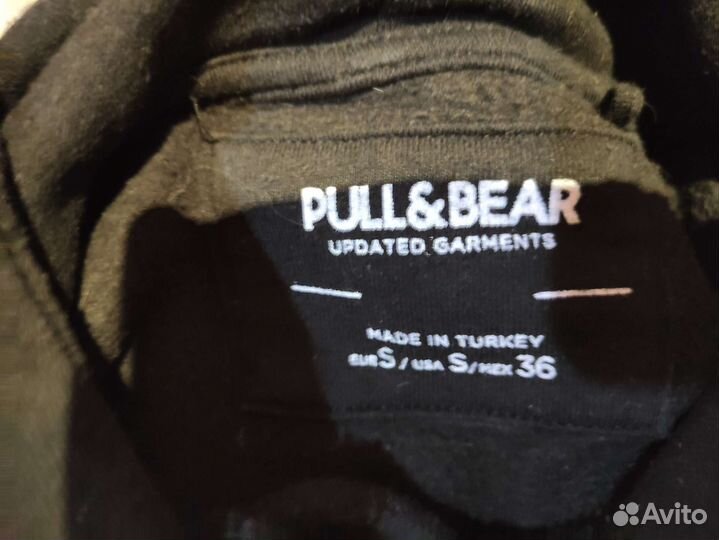 PULL&BEAR
UPDATED GARMENTS
MADE IN TURKEY
EUR S / USA S / MEX 36
Avito